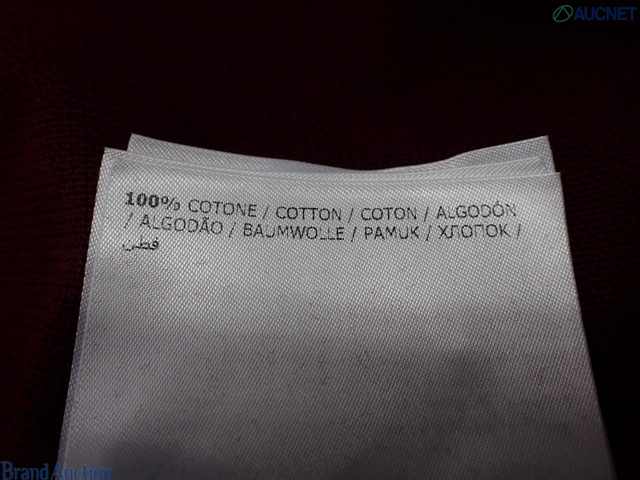 AUCNET
100% COTONE / COTTON / COTON / ALGODÓN
/ ALGODÃO / BAUMWOLLE / PAMUK / ХЛОПОК /
قطن
Brand Auction